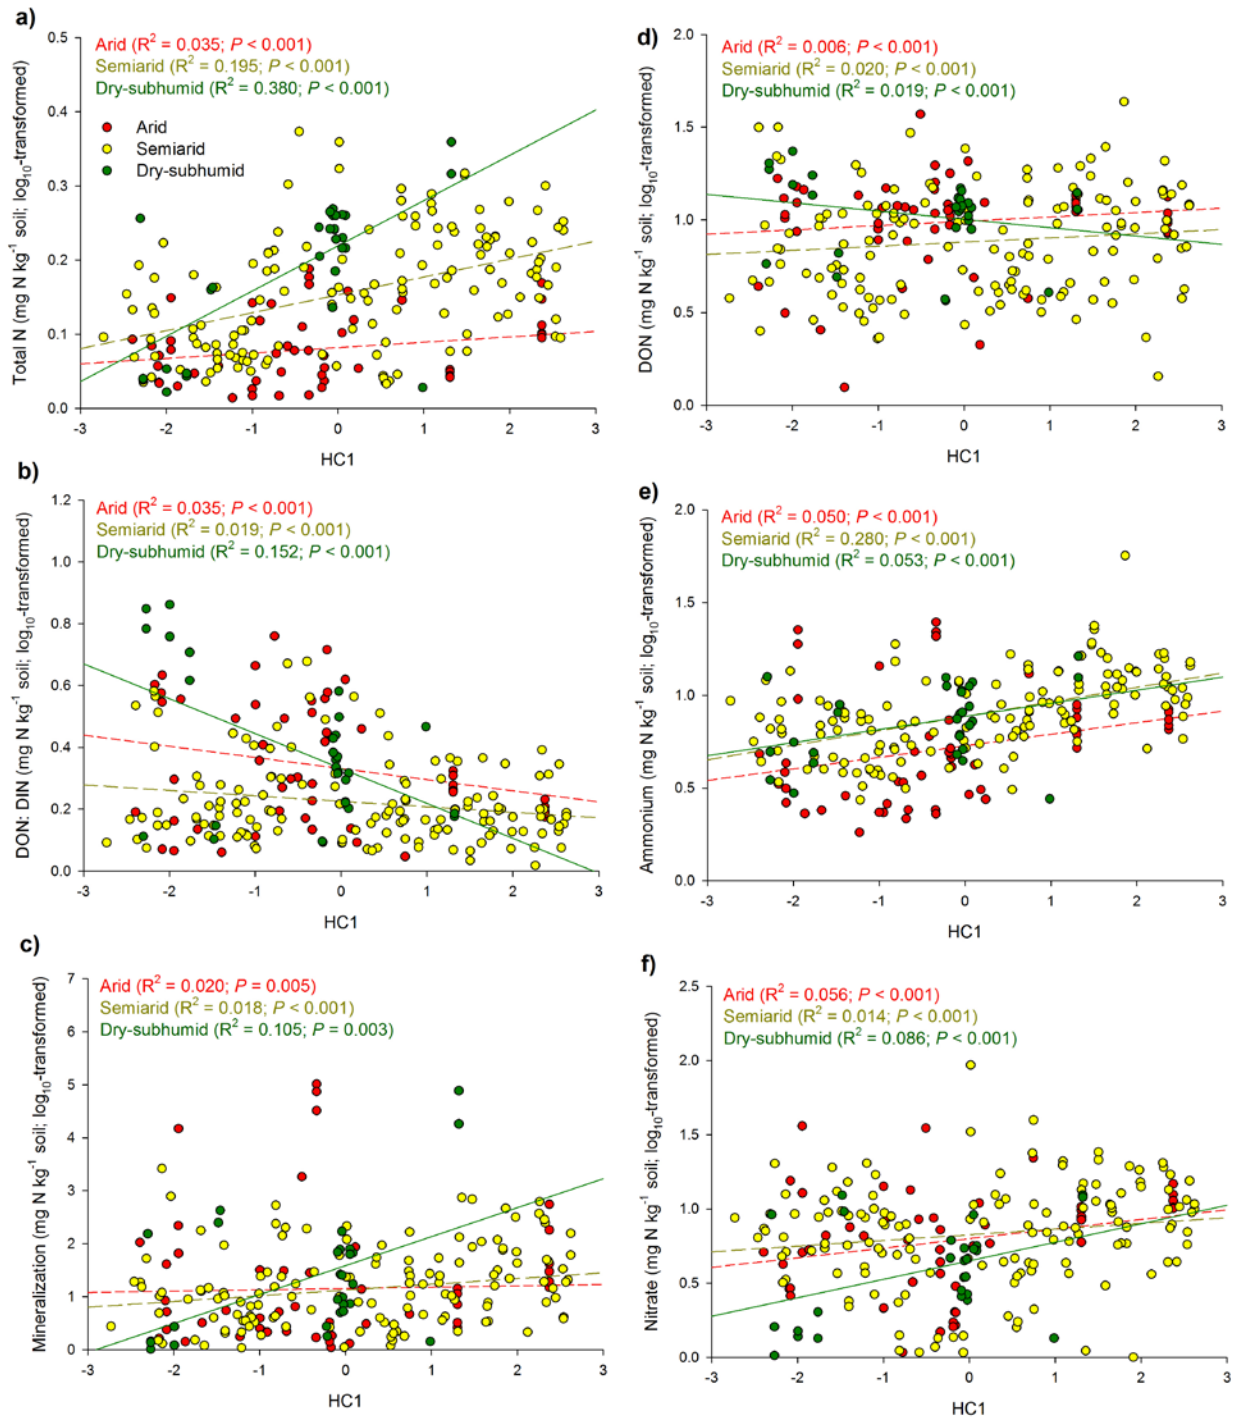 a)
Arid (R² = 0.035; P < 0.001)
Semiarid (R² = 0.195; P < 0.001)
Dry-subhumid (R² = 0.380; P < 0.001)
Arid
Semiarid
Dry-subhumid
Total N (mg N kg⁻¹ soil; log₁₀-transformed)
0.5
0.4
0.3
0.2
0.1
0.0
-3 -2 -1 0 1 2 3
HC1
b)
Arid (R² = 0.035; P < 0.001)
Semiarid (R² = 0.019; P < 0.001)
Dry-subhumid (R² = 0.152; P < 0.001)
DON: DIN (mg N kg⁻¹ soil; log₁₀-transformed)
1.2
1.0
0.8
0.6
0.4
0.2
0.0
-3 -2 -1 0 1 2 3
HC1
c)
Arid (R² = 0.020; P = 0.005)
Semiarid (R² = 0.018; P < 0.001)
Dry-subhumid (R² = 0.105; P = 0.003)
Mineralization (mg N kg⁻¹ soil; log₁₀-transformed)
7
6
5
4
3
2
1
0
-3 -2 -1 0 1 2 3
HC1
d)
Arid (R² = 0.006; P < 0.001)
Semiarid (R² = 0.020; P < 0.001)
Dry-subhumid (R² = 0.019; P < 0.001)
DON (mg N kg⁻¹ soil; log₁₀-transformed)
2.0
1.5
1.0
0.5
0.0
-3 -2 -1 0 1 2 3
HC1
e)
Arid (R² = 0.050; P < 0.001)
Semiarid (R² = 0.280; P < 0.001)
Dry-subhumid (R² = 0.053; P < 0.001)
Ammonium (mg N kg⁻¹ soil; log₁₀-transformed)
2.0
1.5
1.0
0.5
0.0
-3 -2 -1 0 1 2 3
HC1
f)
Arid (R² = 0.056; P < 0.001)
Semiarid (R² = 0.014; P < 0.001)
Dry-subhumid (R² = 0.086; P < 0.001)
Nitrate (mg N kg⁻¹ soil; log₁₀-transformed)
2.5
2.0
1.5
1.0
0.5
0.0
-3 -2 -1 0 1 2 3
HC1